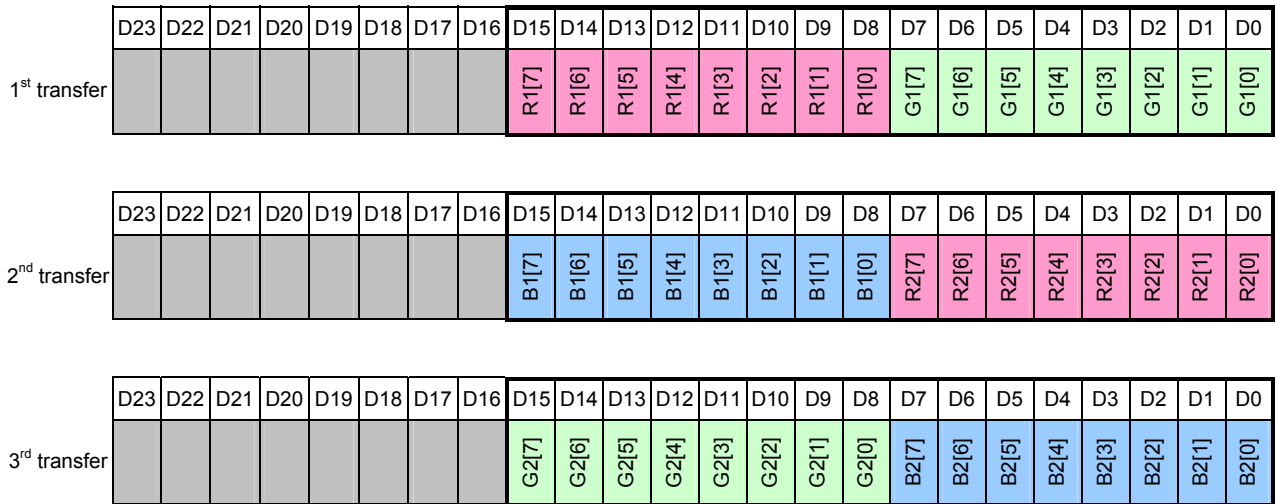 D23 D22 D21 D20 D19 D18 D17 D16 D15 D14 D13 D12 D11 D10 D9 D8 D7 D6 D5 D4 D3 D2 D1 D0
1st transfer R1[7] R1[6] R1[5] R1[4] R1[3] R1[2] R1[1] R1[0] G1[7] G1[6] G1[5] G1[4] G1[3] G1[2] G1[1] G1[0]
D23 D22 D21 D20 D19 D18 D17 D16 D15 D14 D13 D12 D11 D10 D9 D8 D7 D6 D5 D4 D3 D2 D1 D0
2nd transfer B1[7] B1[6] B1[5] B1[4] B1[3] B1[2] B1[1] B1[0] R2[7] R2[6] R2[5] R2[4] R2[3] R2[2] R2[1] R2[0]
D23 D22 D21 D20 D19 D18 D17 D16 D15 D14 D13 D12 D11 D10 D9 D8 D7 D6 D5 D4 D3 D2 D1 D0
3rd transfer G2[7] G2[6] G2[5] G2[4] G2[3] G2[2] G2[1] G2[0] B2[7] B2[6] B2[5] B2[4] B2[3] B2[2] B2[1] B2[0]